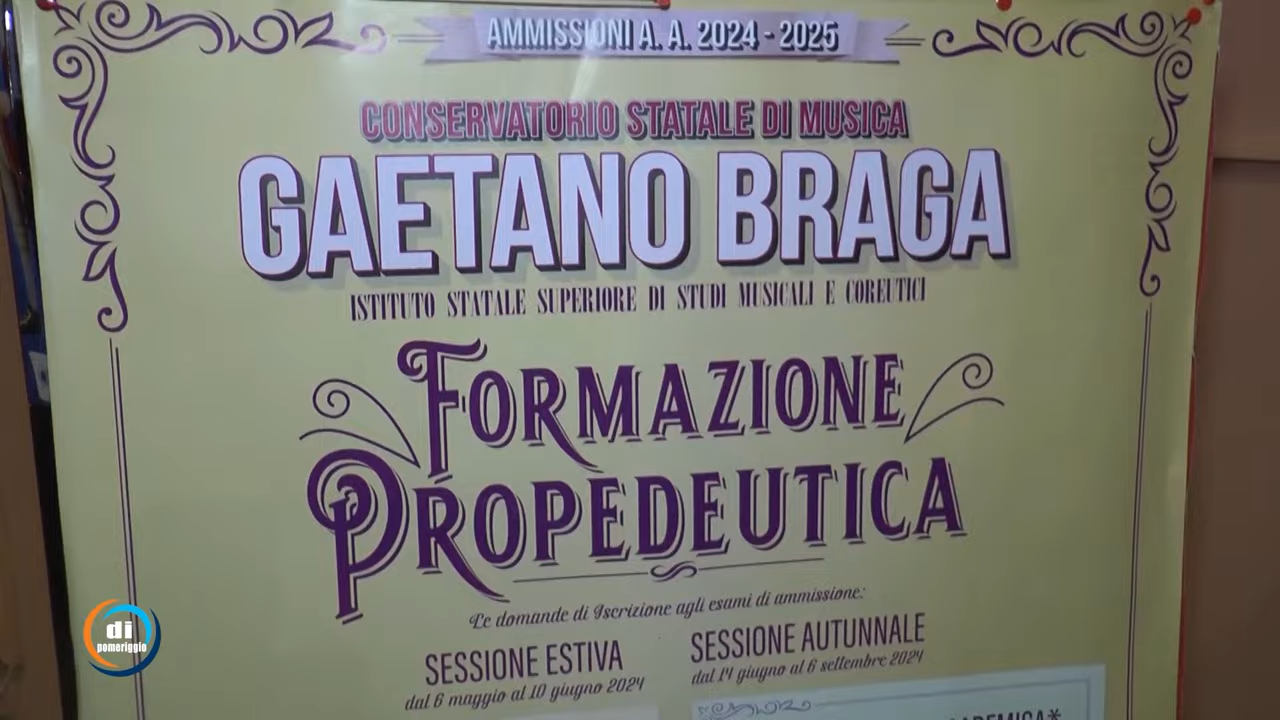 AMMISSIONI A. A. 2024 - 2025
CONSERVATORIO STATALE DI MUSICA
GAETANO BRAGA
ISTITUTO STATALE SUPERIORE DI STUDI MUSICALI E COREUTICI
FORMAZIONE
PROPEDEUTICA
Le domande di Iscrizione agli esami di ammissione:
SESSIONE ESTIVA
dal 6 maggio al 10 giugno 2024
SESSIONE AUTUNNALE
dal 14 giugno al 6 settembre 2024
di
pomeriggio